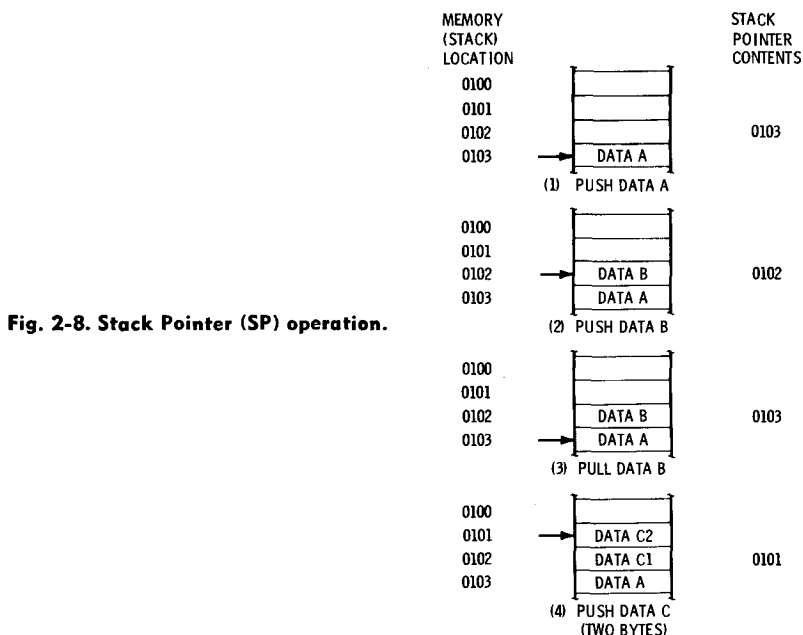 MEMORY
(STACK)
LOCATION
STACK
POINTER
CONTENTS
0100
0101
0102 0103
0103 DATA A
(1) PUSH DATA A
0100
0101
0102 DATA B 0102
0103 DATA A
(2) PUSH DATA B
Fig. 2-8. Stack Pointer (SP) operation.
0100
0101
0102 DATA B 0103
0103 DATA A
(3) PULL DATA B
0100
0101 DATA C2
0102 DATA C1 0101
0103 DATA A
(4) PUSH DATA C
(TWO BYTES)